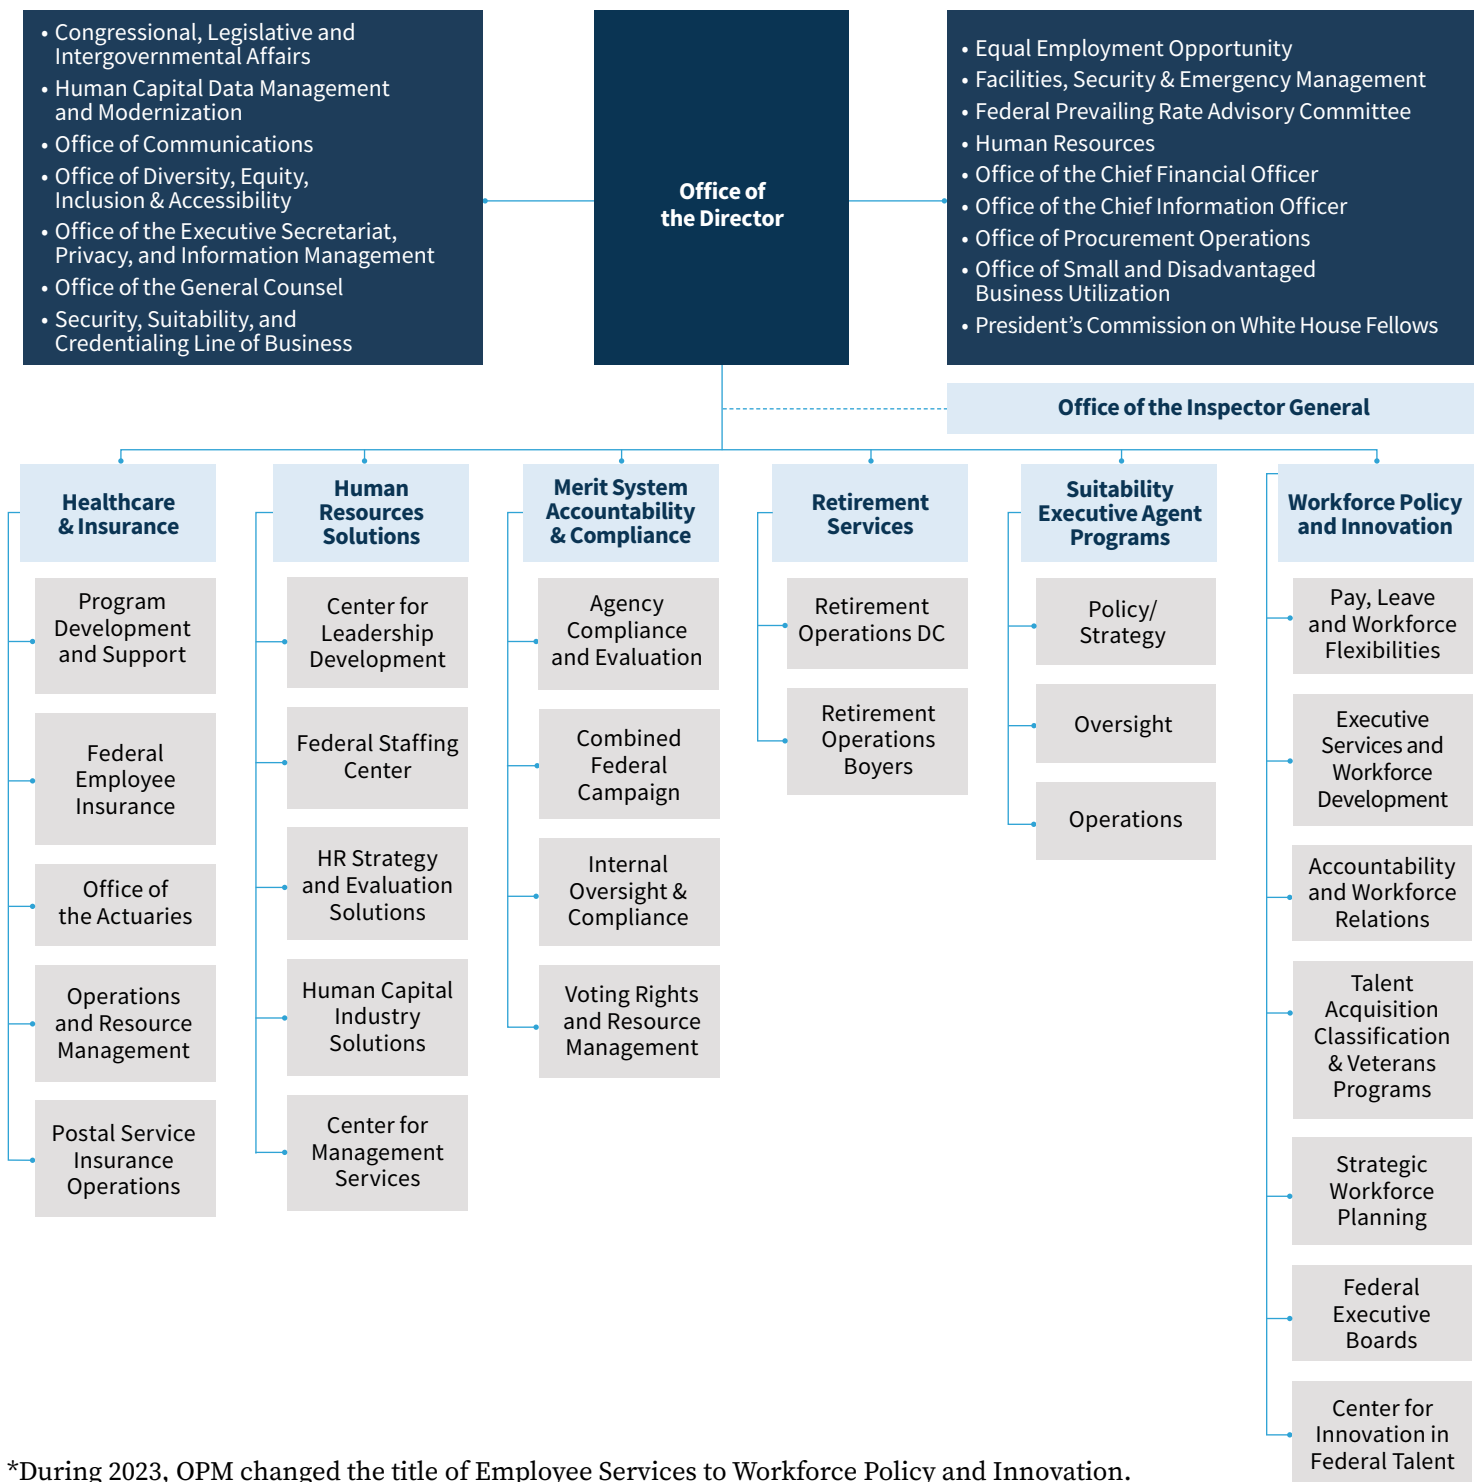 • Congressional, Legislative and
Intergovernmental Affairs
• Human Capital Data Management
and Modernization
• Office of Communications
• Office of Diversity, Equity,
Inclusion & Accessibility
• Office of the Executive Secretariat,
Privacy, and Information Management
• Office of the General Counsel
• Security, Suitability, and
Credentialing Line of Business
Office of
the Director
• Equal Employment Opportunity
• Facilities, Security & Emergency Management
• Federal Prevailing Rate Advisory Committee
• Human Resources
• Office of the Chief Financial Officer
• Office of the Chief Information Officer
• Office of Procurement Operations
• Office of Small and Disadvantaged
Business Utilization
• President’s Commission on White House Fellows
Office of the Inspector General
Healthcare
& Insurance
Program
Development
and Support
Federal
Employee
Insurance
Office of
the Actuaries
Operations
and Resource
Management
Postal Service
Insurance
Operations
Human
Resources
Solutions
Center for
Leadership
Development
Federal Staffing
Center
HR Strategy
and Evaluation
Solutions
Human Capital
Industry
Solutions
Center for
Management
Services
Merit System
Accountability
& Compliance
Agency
Compliance
and Evaluation
Combined
Federal
Campaign
Internal
Oversight &
Compliance
Voting Rights
and Resource
Management
Retirement
Services
Retirement
Operations DC
Retirement
Operations
Boyers
Suitability
Executive Agent
Programs
Policy/
Strategy
Oversight
Operations
Workforce Policy
and Innovation
Pay, Leave
and Workforce
Flexibilities
Executive
Services and
Workforce
Development
Accountability
and Workforce
Relations
Talent
Acquisition
Classification
& Veterans
Programs
Strategic
Workforce
Planning
Federal
Executive
Boards
Center for
Innovation in
Federal Talent
*During 2023, OPM changed the title of Employee Services to Workforce Policy and Innovation.